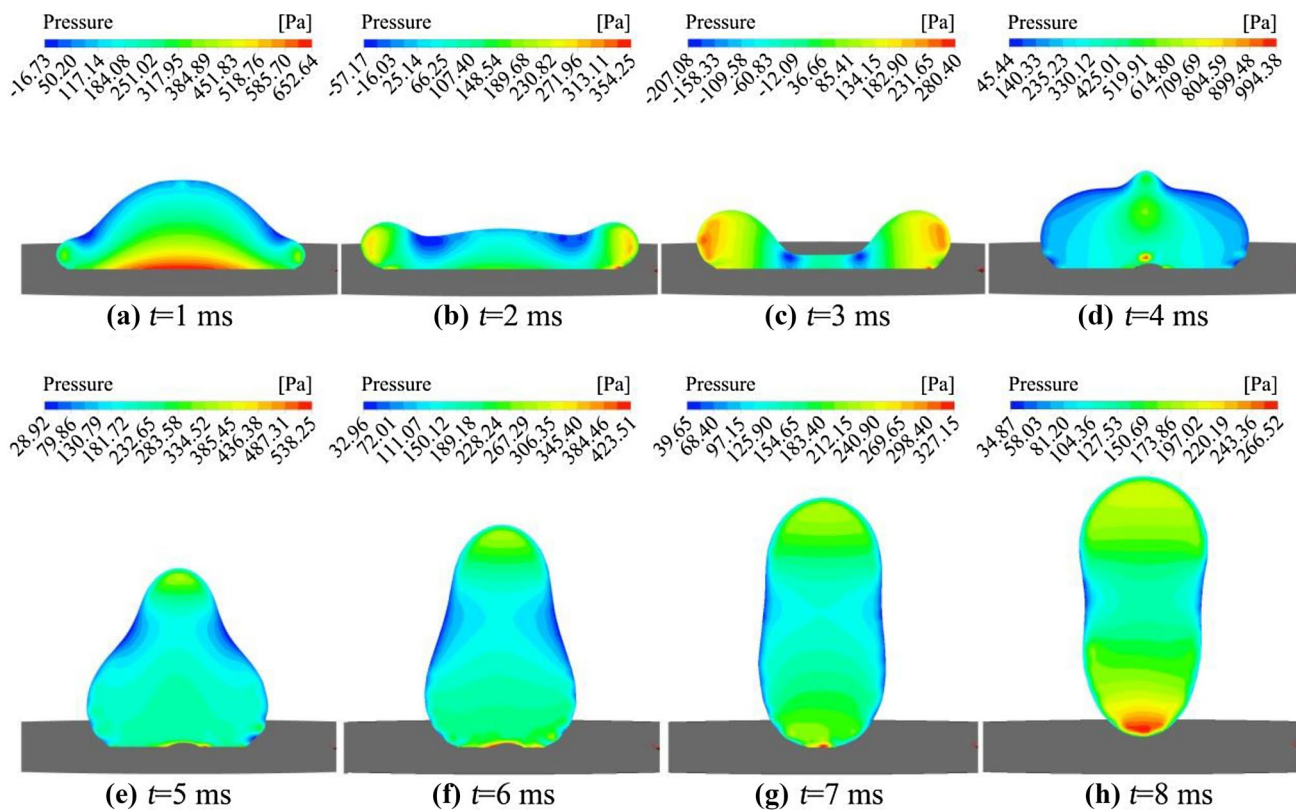 Pressure [Pa]
-16.73 50.20 117.14 184.08 251.02 317.95 384.89 451.83 518.76 585.70 652.64
Pressure [Pa]
-57.17 -16.03 25.14 66.25 107.40 148.54 189.68 230.82 271.96 313.11 354.25
Pressure [Pa]
-207.08 -158.33 -109.58 -60.83 -12.09 36.66 85.41 134.15 182.90 231.65 280.40
Pressure [Pa]
45.44 140.33 235.23 330.12 425.01 519.91 614.80 709.69 804.59 899.48 994.38
(a) t=1 ms
(b) t=2 ms
(c) t=3 ms
(d) t=4 ms
Pressure [Pa]
28.92 79.86 130.79 181.72 232.65 283.58 334.52 385.45 436.38 487.31 538.25
Pressure [Pa]
32.96 72.01 111.07 150.12 189.18 228.24 267.29 306.35 345.40 384.46 423.51
Pressure [Pa]
39.65 68.40 97.15 125.90 154.65 183.40 212.15 240.90 269.65 298.40 327.15
Pressure [Pa]
34.87 58.03 81.20 104.36 127.53 150.69 173.86 197.02 220.19 243.36 266.52
(e) t=5 ms
(f) t=6 ms
(g) t=7 ms
(h) t=8 ms